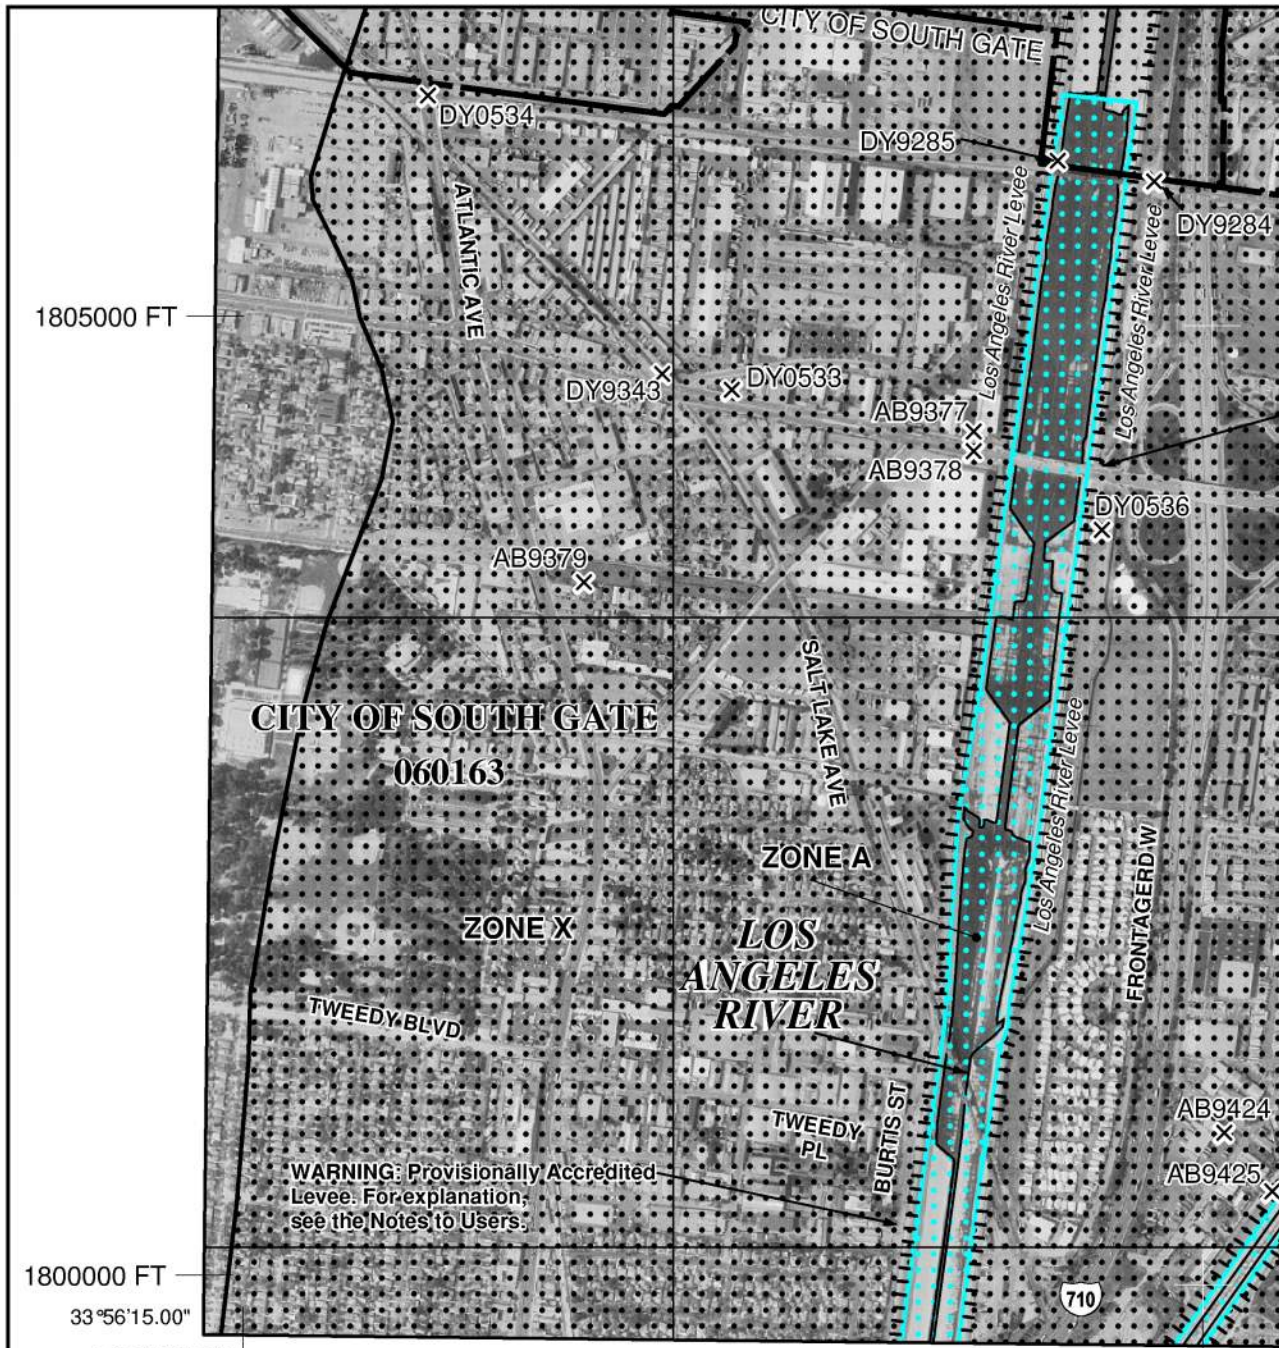 CITY OF SOUTH GATE
DY0534
DY9285
Los Angeles River Levee
DY9284
Los Angeles River Levee
ATLANTIC AVE
1805000 FT
DY9343
DY0533
AB9377
AB9378
DY0536
AB9379
SALT LAKE AVE
CITY OF SOUTH GATE
060163
Los Angeles River Levee
ZONE A
FRONTAGERD W
ZONE X
LOS
ANGELES
RIVER
TWEEDY BLVD
BURTIS ST
TWEEDY
PL
AB9424
AB9425
WARNING: Provisionally Accredited
Levee. For explanation,
see the Notes to Users.
1800000 FT
710
33°56'15.00"